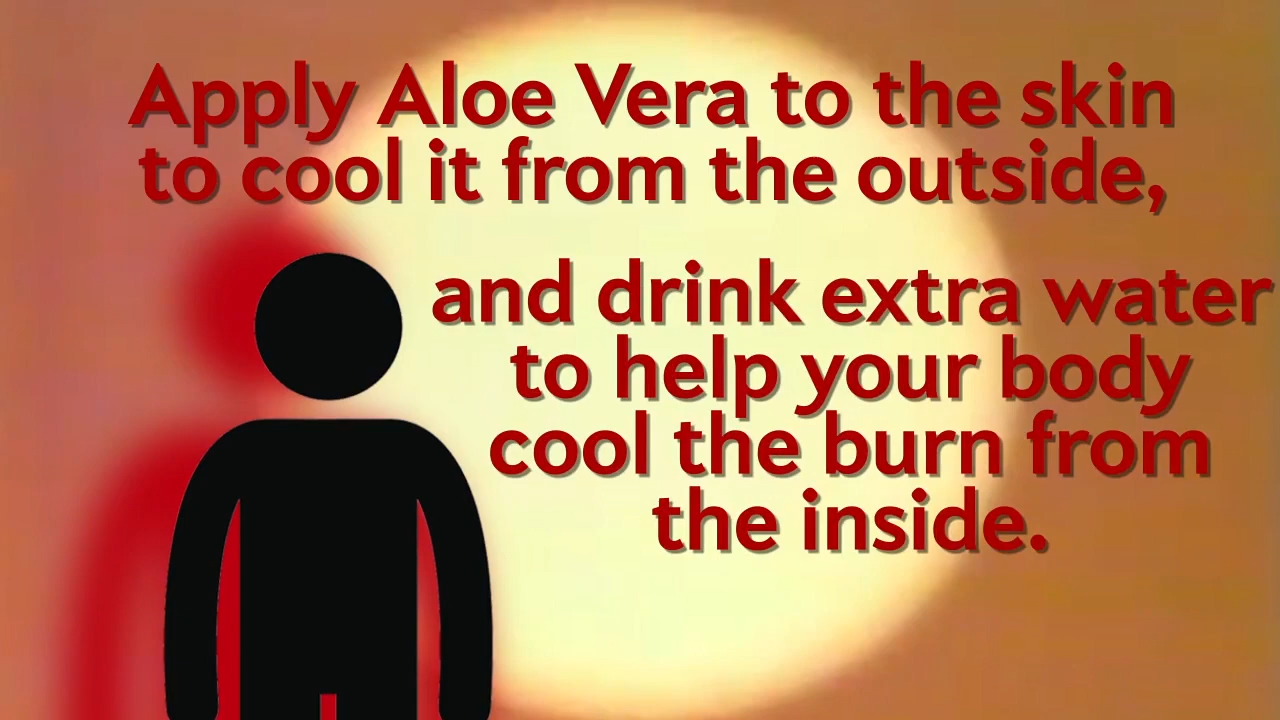 Apply Aloe Vera to the skin
to cool it from the outside,
and drink extra water
to help your body
cool the burn from
the inside.